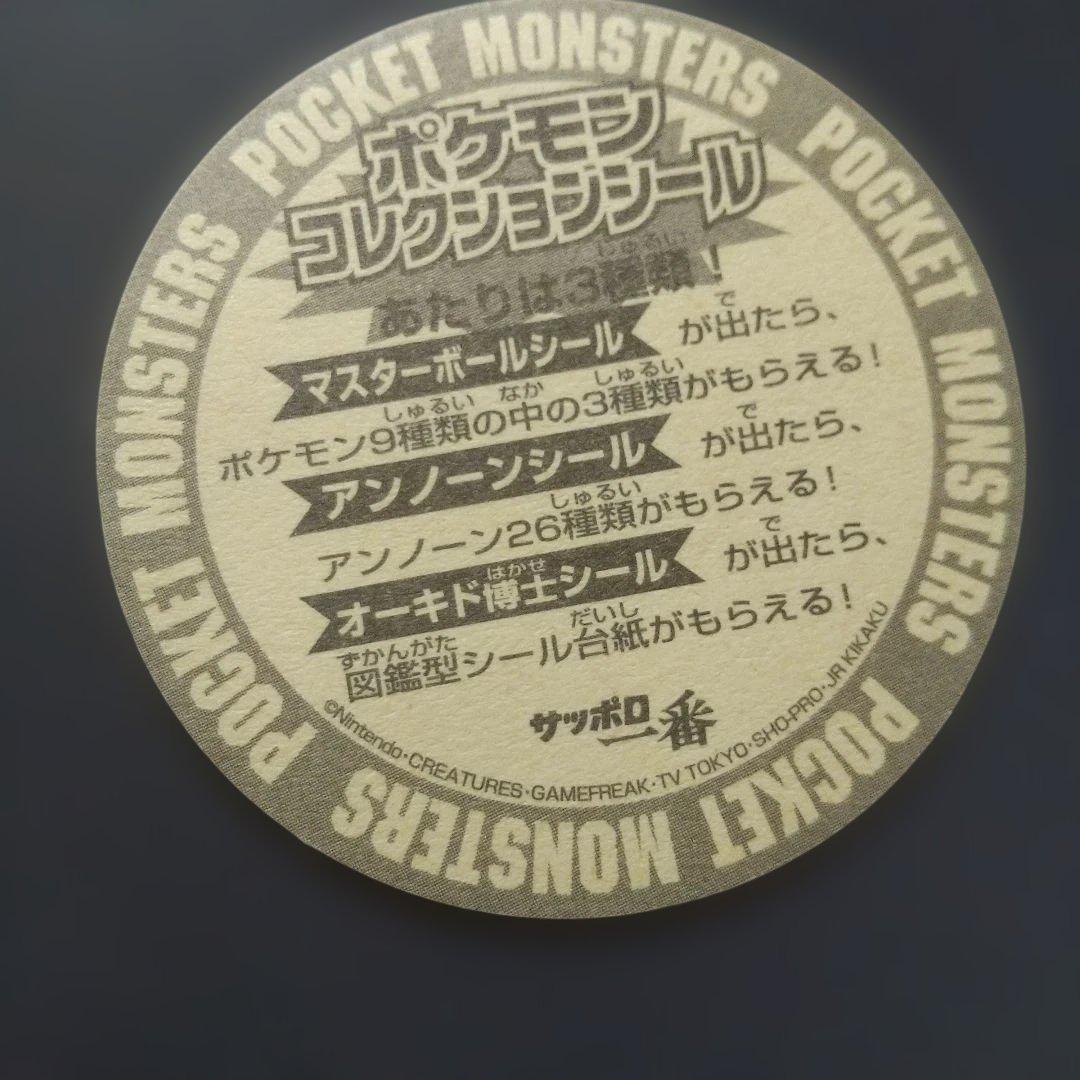 POCKET MONSTERS POCKET MONSTERS POCKET MONSTERS POCKET MONSTERS
ポケモン
コレクションシール
しゅるい
あたりは3種類!
で
マスターボールシール が出たら、
しゅるい なか しゅるい
ポケモン9種類の中の3種類がもらえる!
で
アンノーンシール が出たら、
しゅるい
アンノーン26種類がもらえる!
はかせ で
オーキド博士シール が出たら、
ずかんがた だいし
図鑑型シール台紙がもらえる!
サッポロ一番
©Nintendo・CREATURES・GAMEFREAK・TV TOKYO・SHO-PRO・JR KIKAKU